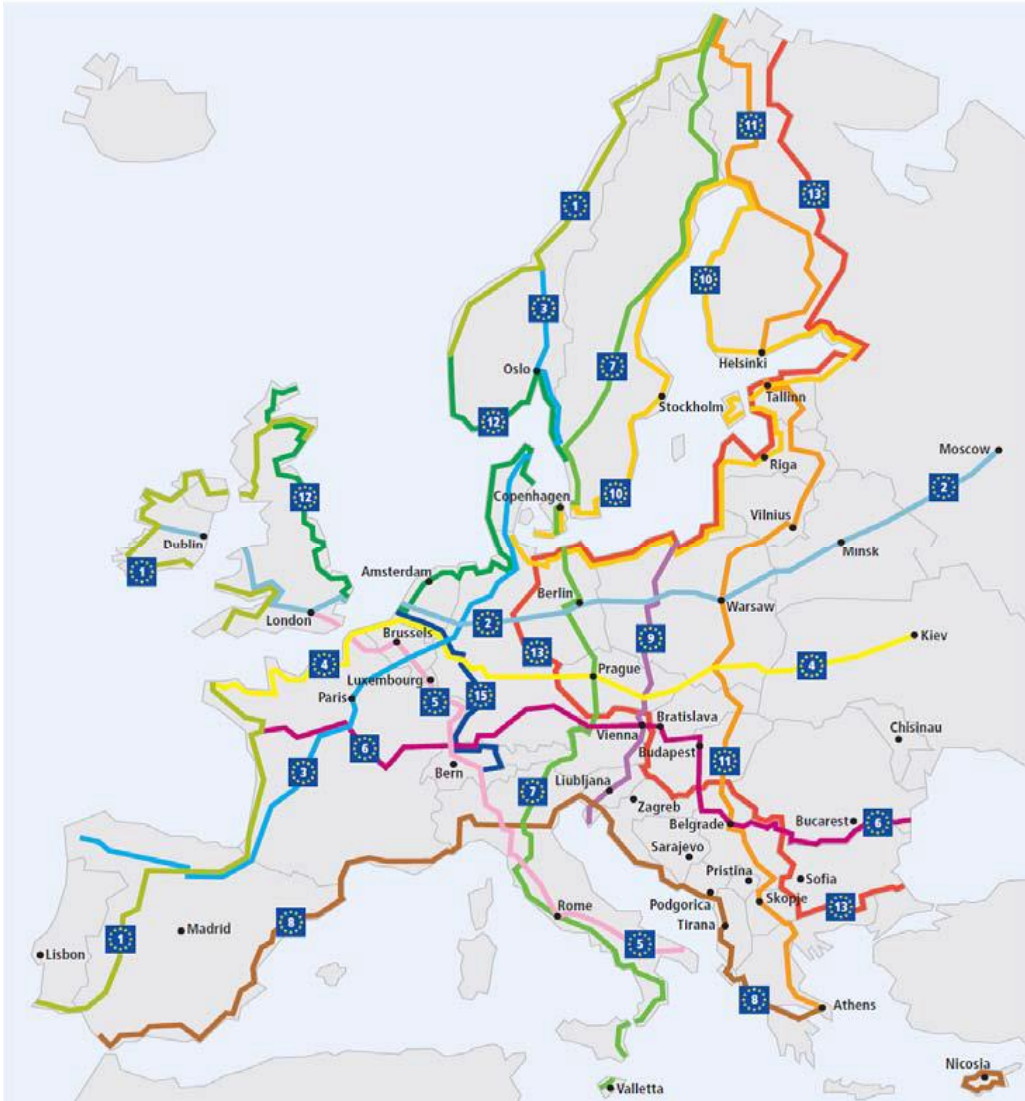 11
13
1
10
3
Oslo
Helsinki
7
Tallinn
Stockholm
12
Moscow
Riga
12
10
2
Copenhagen
Vilnius
Dublin
Minsk
1
Amsterdam
Berlin
Warsaw
London
2
Brussels
9
Kiev
13
4
4
Prague
Luxembourg
5
15
Paris
Chisinau
Bratislava
Vienna
6
Budapest
Bern
11
3
7
Liubljana
Zagreb
Bucarest
6
Belgrade
Sarajevo
Pristina
Sofia
Podgorica
Skopje
13
Rome
Tirana
Madrid
1
8
5
Lisbon
8
Athens
Nicosia
Valletta